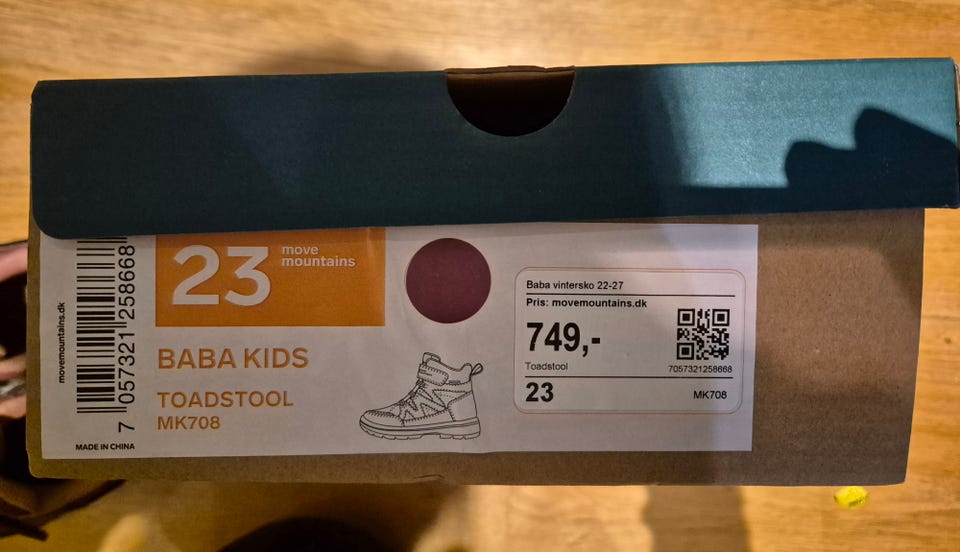 movemountains.dk
7 057321 258668
MADE IN CHINA
23
move
mountains
BABA KIDS
TOADSTOOL
MK708
Baba vintersko 22-27
Pris: movemountains.dk
749,-
Toadstool
7057321258668
23
MK708